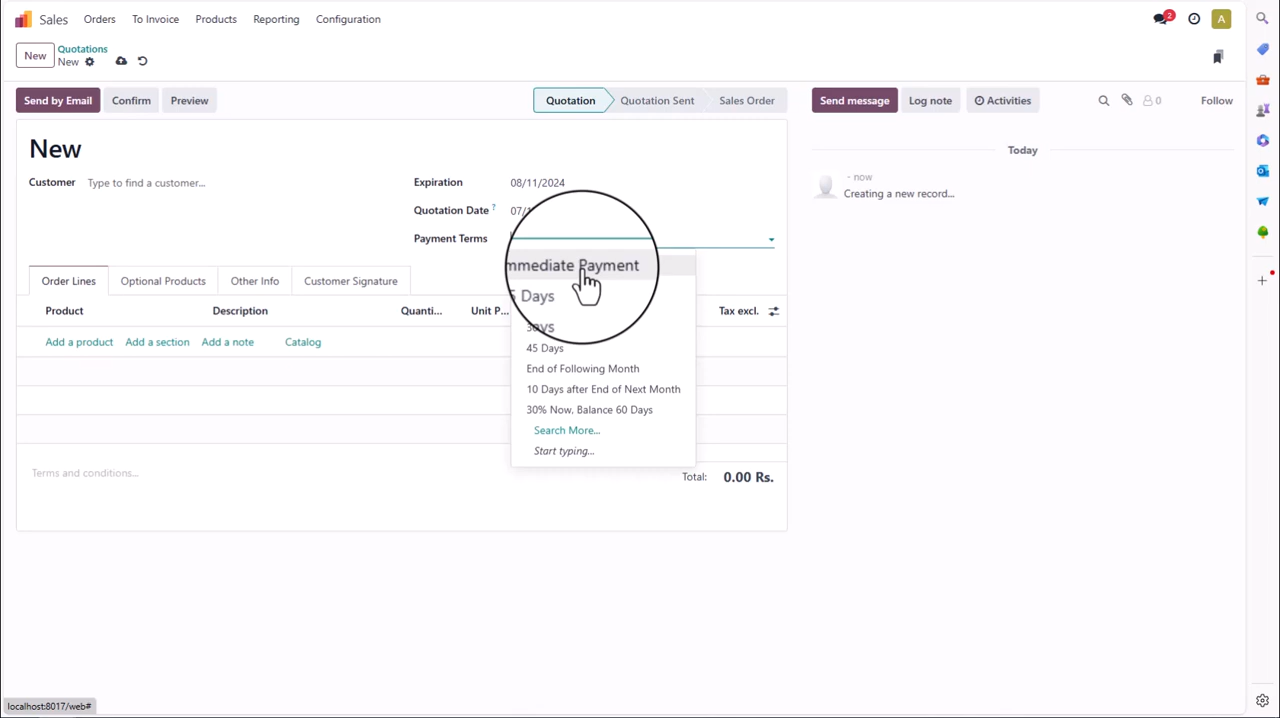 Sales Orders To Invoice Products Reporting Configuration 2 A
New Quotations
New
Send by Email Confirm Preview Quotation Quotation Sent Sales Order Send message Log note Activities 0 Follow
New Today
Customer Type to find a customer... Expiration 08/11/2024
- now
Creating a new record...
Quotation Date ? 07/1
Payment Terms
mmediate Payment
Order Lines Optional Products Other Info Customer Signature
Days
Product Description Quanti... Unit P... Tax excl.
Add a product Add a section Add a note Catalog
45 Days
End of Following Month
10 Days after End of Next Month
30% Now, Balance 60 Days
Search More...
Start typing...
Terms and conditions... Total: 0.00 Rs.
localhost:8017/web#